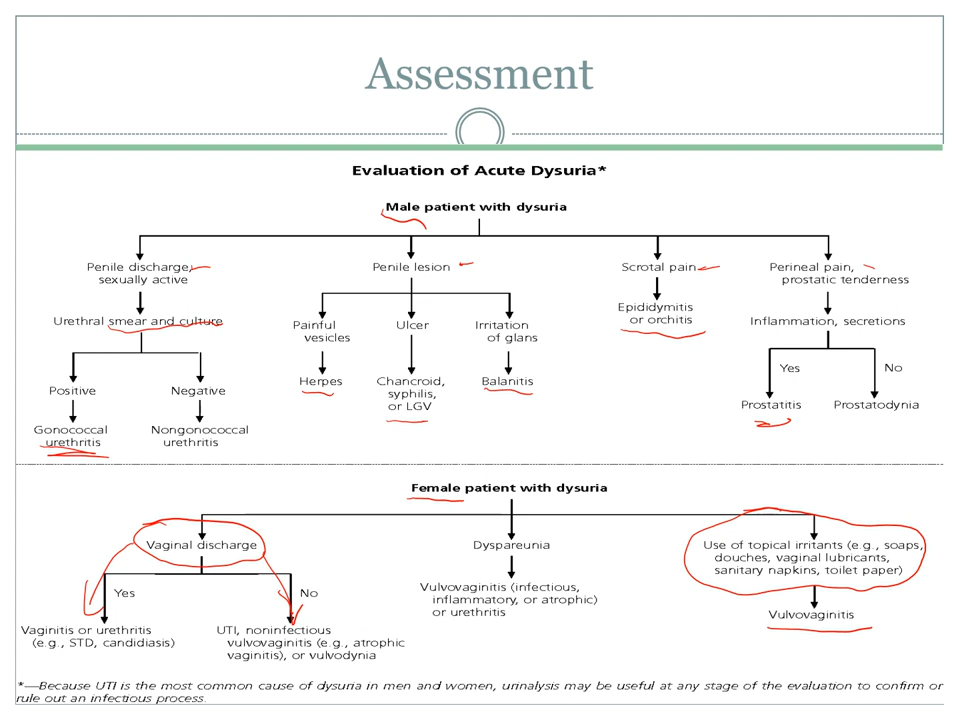 Assessment
Evaluation of Acute Dysuria*
Male patient with dysuria
Penile discharge,
sexually active
Penile lesion
Scrotal pain
Perineal pain,
prostatic tenderness
Urethral smear and culture
Painful
vesicles
Ulcer
Irritation
of glans
Epididymitis
or orchitis
Inflammation, secretions
Positive
Negative
Herpes
Chancroid,
syphilis,
or LGV
Balanitis
Yes
No
Gonococcal
urethritis
Nongonococcal
urethritis
Prostatitis
Prostatodynia
Female patient with dysuria
Vaginal discharge
Dyspareunia
Use of topical irritants (e.g., soaps,
douches, vaginal lubricants,
sanitary napkins, toilet paper)
Yes
No
Vaginitis or urethritis
(e.g., STD, candidiasis)
UTI, noninfectious
vulvovaginitis (e.g., atrophic
vaginitis), or vulvodynia
Vulvovaginitis (infectious,
inflammatory, or atrophic)
or urethritis
Vulvovaginitis
*—Because UTI is the most common cause of dysuria in men and women, urinalysis may be useful at any stage of the evaluation to confirm or
rule out an infectious process.